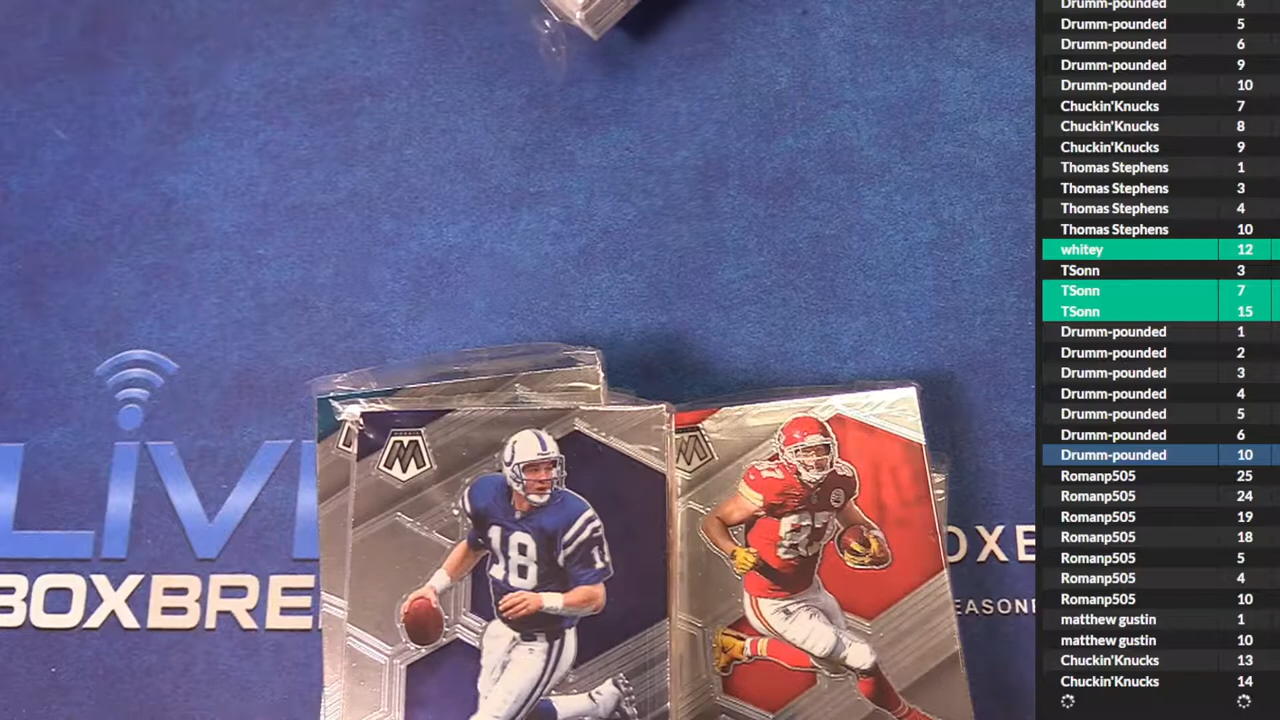 Drumm-pounded 4
Drumm-pounded 5
Drumm-pounded 6
Drumm-pounded 9
Drumm-pounded 10
Chuckin'Knucks 7
Chuckin'Knucks 8
Chuckin'Knucks 9
Thomas Stephens 1
Thomas Stephens 3
Thomas Stephens 4
Thomas Stephens 10
whitey 12
TSonn 3
TSonn 7
TSonn 15
Drumm-pounded 1
Drumm-pounded 2
Drumm-pounded 3
Drumm-pounded 4
Drumm-pounded 5
Drumm-pounded 6
Drumm-pounded 10
Romanp505 25
Romanp505 24
Romanp505 19
Romanp505 18
Romanp505 5
Romanp505 4
Romanp505 10
matthew gustin 1
matthew gustin 10
Chuckin'Knucks 13
Chuckin'Knucks 14
LiV
BOXBRE
OXB
EASON
M
M
18
87